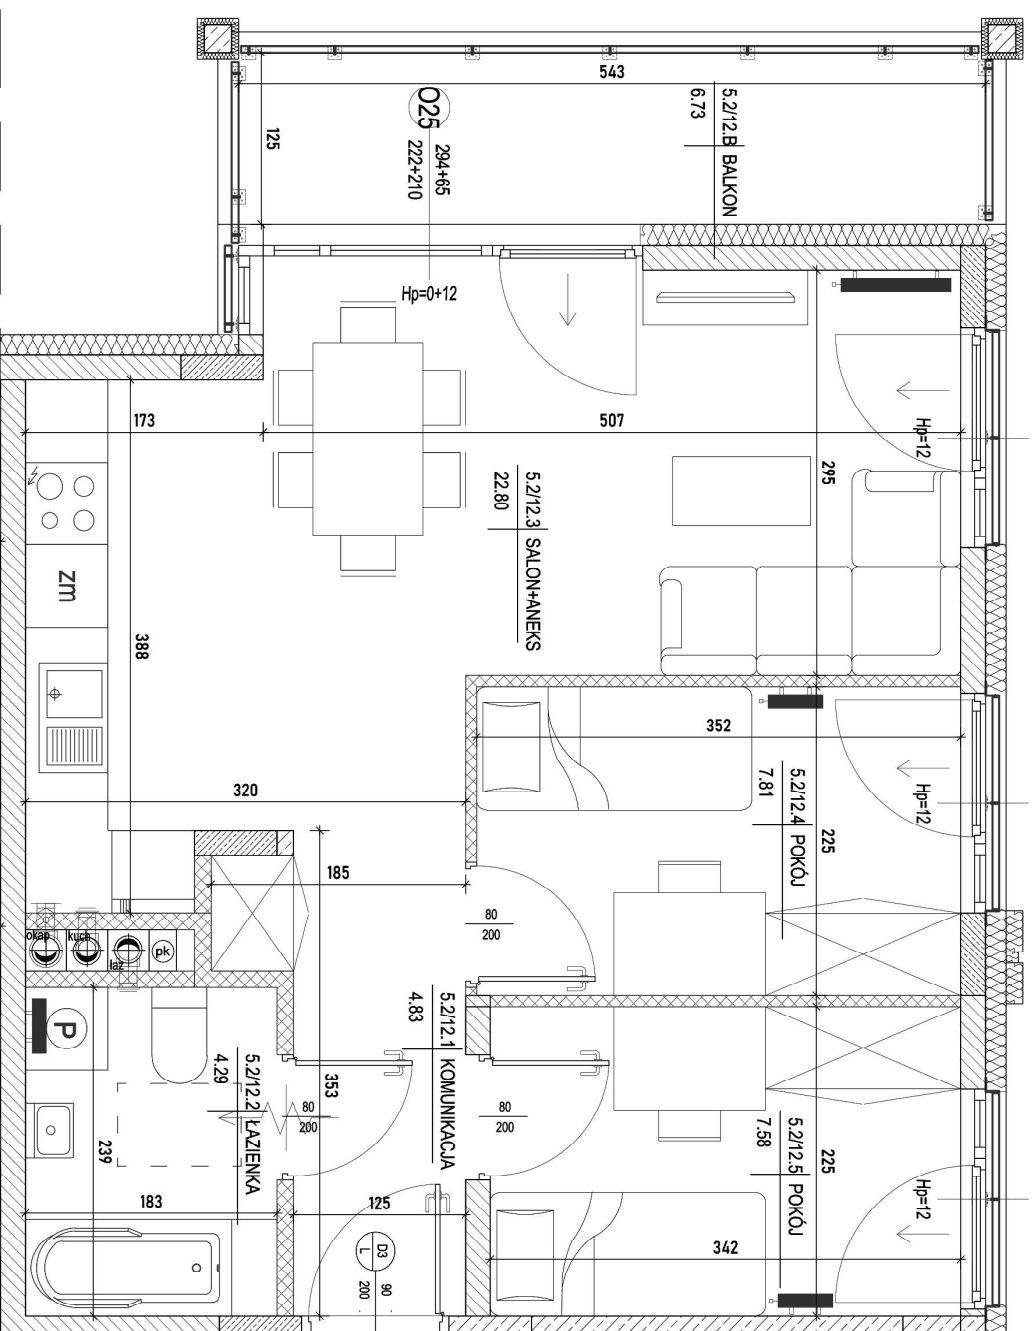 543
125
O25
294+65
222+210
5.2/12.B BALKON
6.73
Hp=0+12
173
507
Hp=12
295
5.2/12.3 SALON+ANEKS
22.80
zm
388
352
320
5.2/12.4 POKÓJ
7.81
225
Hp=12
185
80
200
okap
kuch
łaz
pk
P
5.2/12.1 KOMUNIKACJA
4.83
5.2/12.2 ŁAZIENKA
4.29
353
80
200
80
200
239
183
125
5.2/12.5 POKÓJ
7.58
225
Hp=12
342
D3
L
90
200